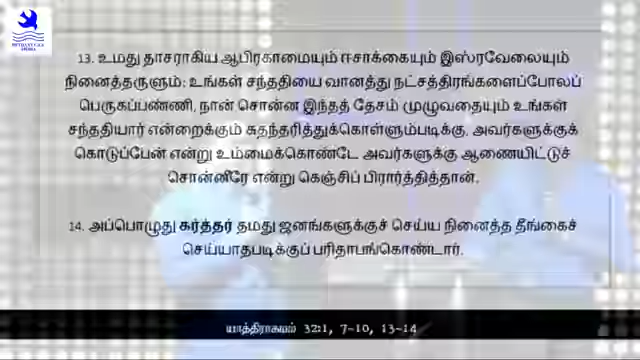 13. உமது தாசராகிய ஆபிரகாமையும் ஈசாக்கையும் இஸ்ரவேலையும்
நினைத்தருளும்; உங்கள் சந்ததியை வானத்து நட்சத்திரங்களைப்போலப்
பெருகப்பண்ணி, நான் சொன்ன இந்தத் தேசம் முழுவதையும் உங்கள்
சந்ததியார் என்றைக்கும் சுதந்தரித்துக்கொள்ளும்படிக்கு, அவர்களுக்குக்
கொடுப்பேன் என்று உம்மைக்கொண்டே அவர்களுக்கு ஆணையிட்டுச்
சொன்னீரே என்று கெஞ்சிப் பிரார்த்தித்தான்.
14. அப்பொழுது கர்த்தர் தமது ஜனங்களுக்குச் செய்ய நினைத்த தீங்கைச்
செய்யாதபடிக்குப் பரிதாபங்கொண்டார்.
யாத்திராகமம் 32:1, 7-10, 13-14